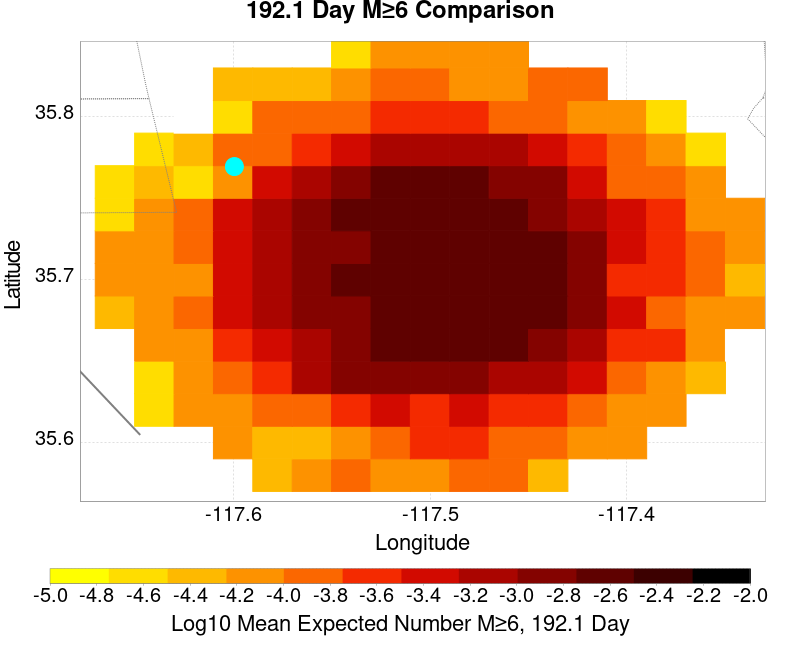 192.1 Day M≥6 Comparison
35.8
35.7
35.6
Latitude
-117.6 -117.5 -117.4
Longitude
-5.0 -4.8 -4.6 -4.4 -4.2 -4.0 -3.8 -3.6 -3.4 -3.2 -3.0 -2.8 -2.6 -2.4 -2.2 -2.0
Log10 Mean Expected Number M≥6, 192.1 Day